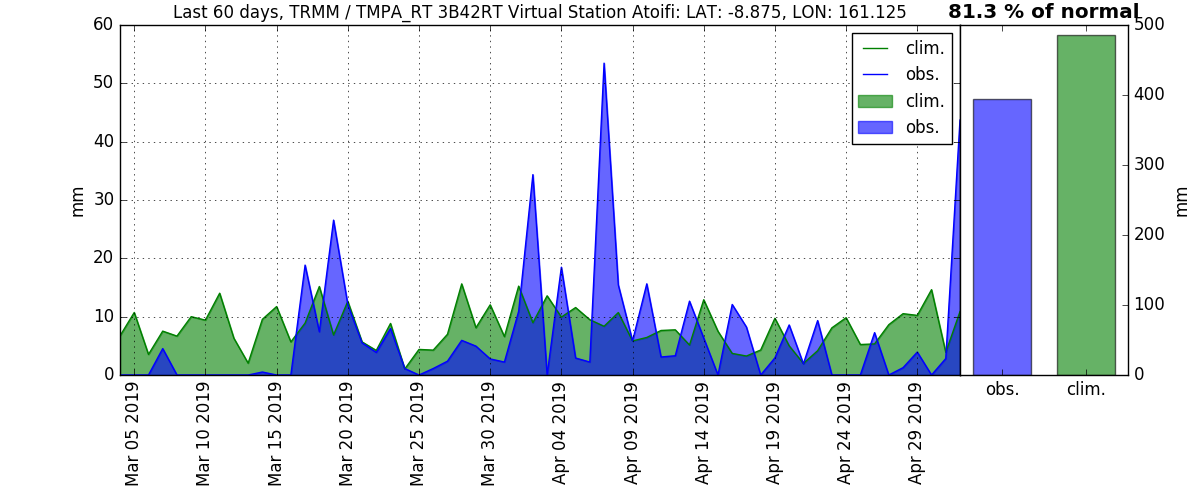 Last 60 days, TRMM / TMPA_RT 3B42RT Virtual Station Atoifi: LAT: -8.875, LON: 161.125
81.3 % of normal
60
50
40
30
20
10
0
mm
clim.
obs.
clim.
obs.
500
400
300
200
100
0
mm
obs.
clim.
Mar 05 2019
Mar 10 2019
Mar 15 2019
Mar 20 2019
Mar 25 2019
Mar 30 2019
Apr 04 2019
Apr 09 2019
Apr 14 2019
Apr 19 2019
Apr 24 2019
Apr 29 2019